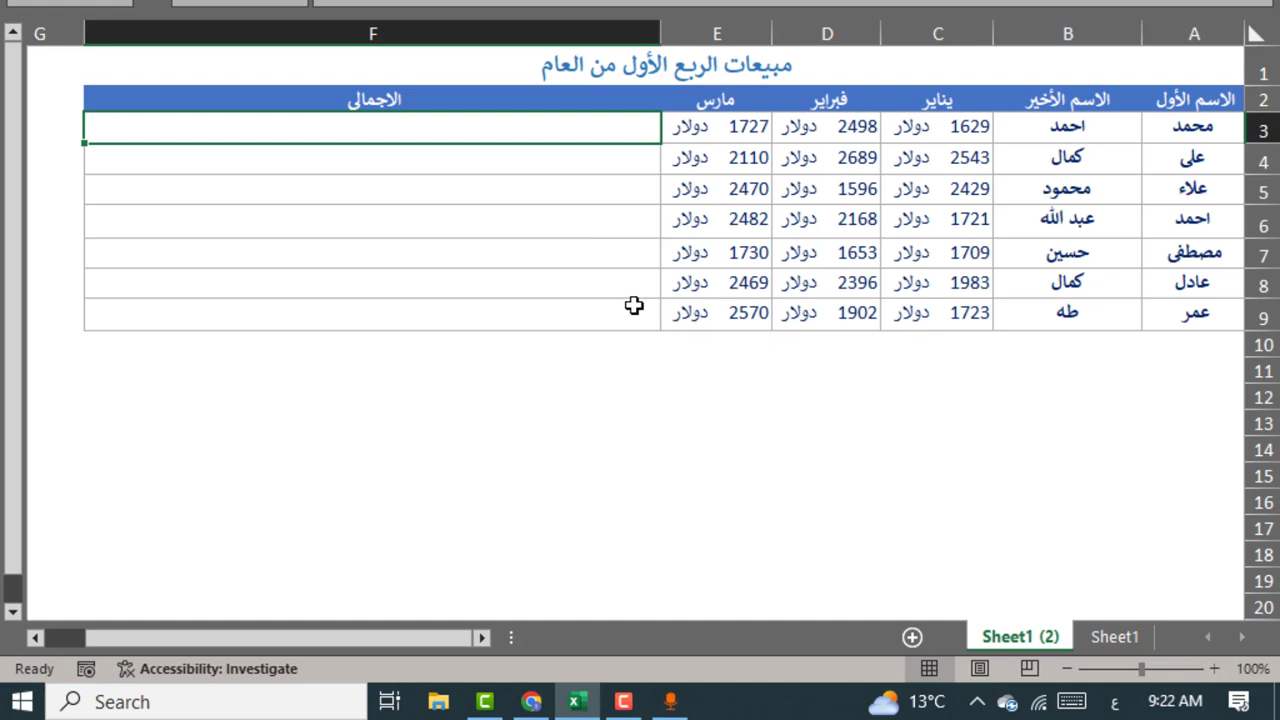 A B C D E F G
1 مبيعات الربع الأول من العام
2 الاسم الأول الاسم الأخير يناير فبراير مارس الاجمالى
3 محمد احمد 1629 دولار 2498 دولار 1727 دولار
4 على كمال 2543 دولار 2689 دولار 2110 دولار
5 علاء محمود 2429 دولار 1596 دولار 2470 دولار
6 احمد عبد الله 1721 دولار 2168 دولار 2482 دولار
7 مصطفى حسين 1709 دولار 1653 دولار 1730 دولار
8 عادل كمال 1983 دولار 2396 دولار 2469 دولار
9 عمر طه 1723 دولار 1902 دولار 2570 دولار
10
11
12
13
14
15
16
17
18
19
20
Sheet1 (2) Sheet1
Ready Accessibility: Investigate 100%
Search 13°C ع 9:22 AM